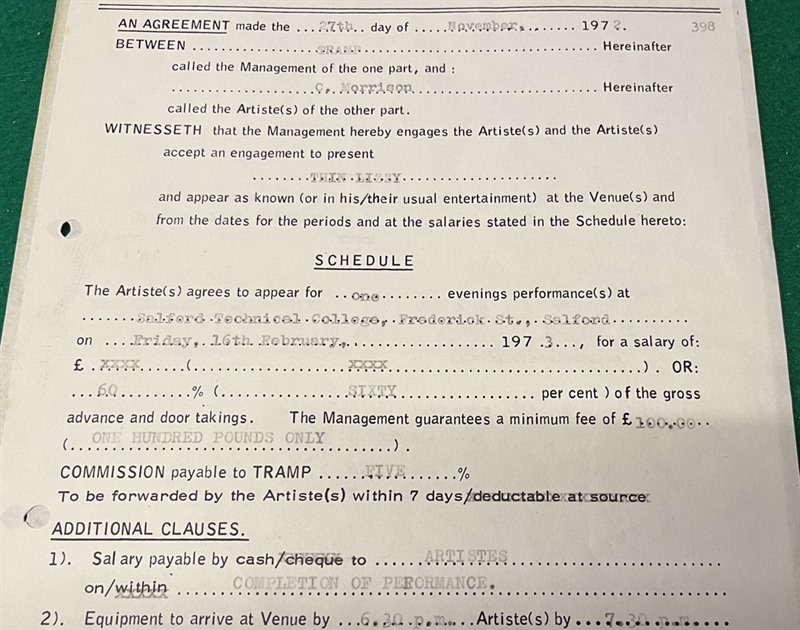 AN AGREEMENT made the ...27th.. day of .....November..,...... 1972. 398
BETWEEN .................TRAMP.................................... Hereinafter
called the Management of the one part, and :
.....................C. Morrison........................... Hereinafter
called the Artiste(s) of the other part.
WITNESSETH that the Management hereby engages the Artiste(s) and the Artiste(s)
accept an engagement to present
........THIN LIZZY......................
and appear as known (or in his/their usual entertainment) at the Venue(s) and
from the dates for the periods and at the salaries stated in the Schedule hereto:
SCHEDULE
The Artiste(s) agrees to appear for ..one........ evenings performance(s) at
.......Salford Technical College, Frederick St., Salford..........
on ....Friday, 16th February,................... 197.3..., for a salary of:
£ .XXXX......(....................XXXX....................................). OR:
...60.........% (................SIXTY.................... per cent) of the gross
advance and door takings. The Management guarantees a minimum fee of £100.00..
(...ONE HUNDRED POUNDS ONLY.........).
COMMISSION payable to TRAMP ......FIVE.......%
To be forwarded by the Artiste(s) within 7 days/deductable at source
ADDITIONAL CLAUSES.
1). Salary payable by cash/cheque to ......ARTISTES..............................
on/within .......COMPLETION OF PERFORMANCE................................
2). Equipment to arrive at Venue by ...6.30 p.m....Artiste(s) by ....7.30 p.m.....